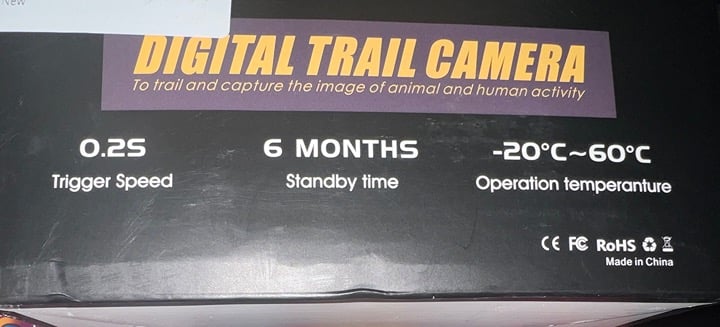 New
DIGITAL TRAIL CAMERA
To trail and capture the image of animal and human activity
0.2S
Trigger Speed
6 MONTHS
Standby time
-20°C~60°C
Operation temperanture
CE FC RoHS
Made in China